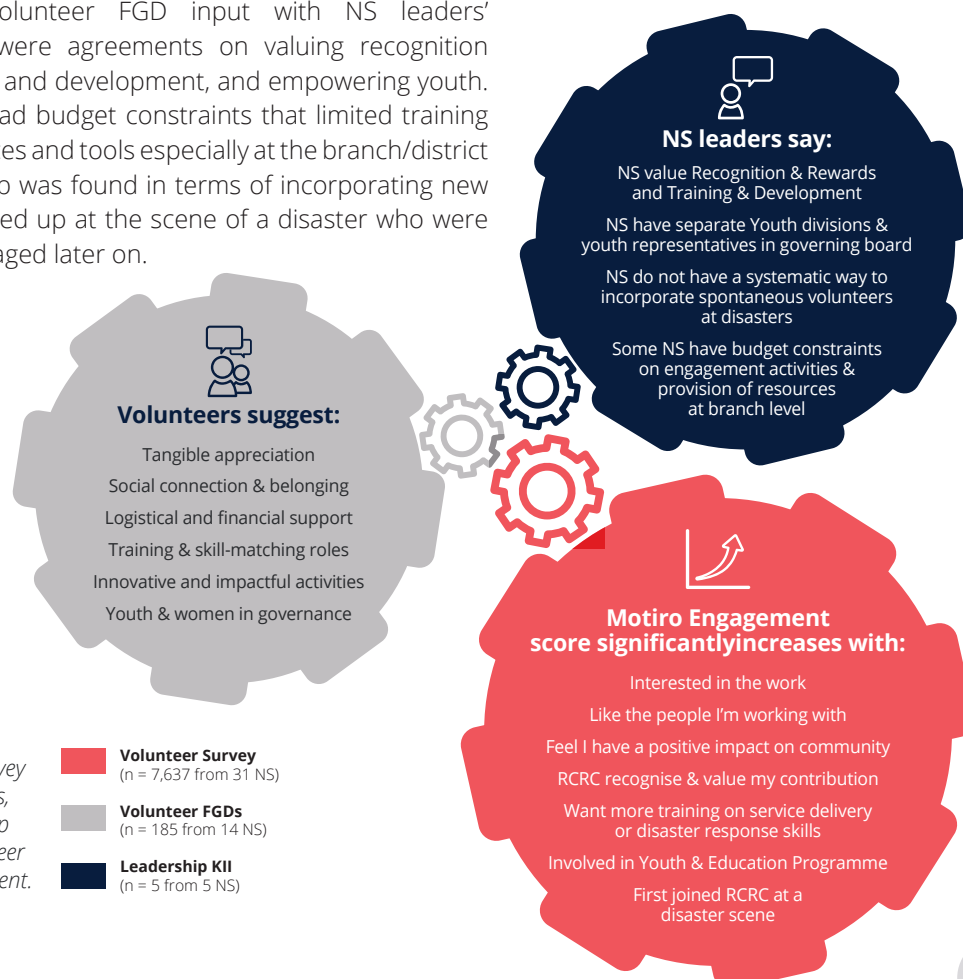 olunteer FGD input with NS leaders’
were agreements on valuing recognition
and development, and empowering youth.
ad budget constraints that limited training
es and tools especially at the branch/district
was found in terms of incorporating new
ed up at the scene of a disaster who were
aged later on.
NS leaders say:
NS value Recognition & Rewards
and Training & Development
NS have separate Youth divisions &
youth representatives in governing board
NS do not have a systematic way to
incorporate spontaneous volunteers
at disasters
Some NS have budget constraints
on engagement activities &
provision of resources
at branch level
Volunteers suggest:
Tangible appreciation
Social connection & belonging
Logistical and financial support
Training & skill-matching roles
Innovative and impactful activities
Youth & women in governance
Motiro Engagement
score significantlyincreases with:
Interested in the work
Like the people I’m working with
Feel I have a positive impact on community
RCRC recognise & value my contribution
Want more training on service delivery
or disaster response skills
Involved in Youth & Education Programme
First joined RCRC at a
disaster scene
vey
s,
p
eer
ent.
Volunteer Survey
(n = 7,637 from 31 NS)
Volunteer FGDs
(n = 185 from 14 NS)
Leadership KII
(n = 5 from 5 NS)